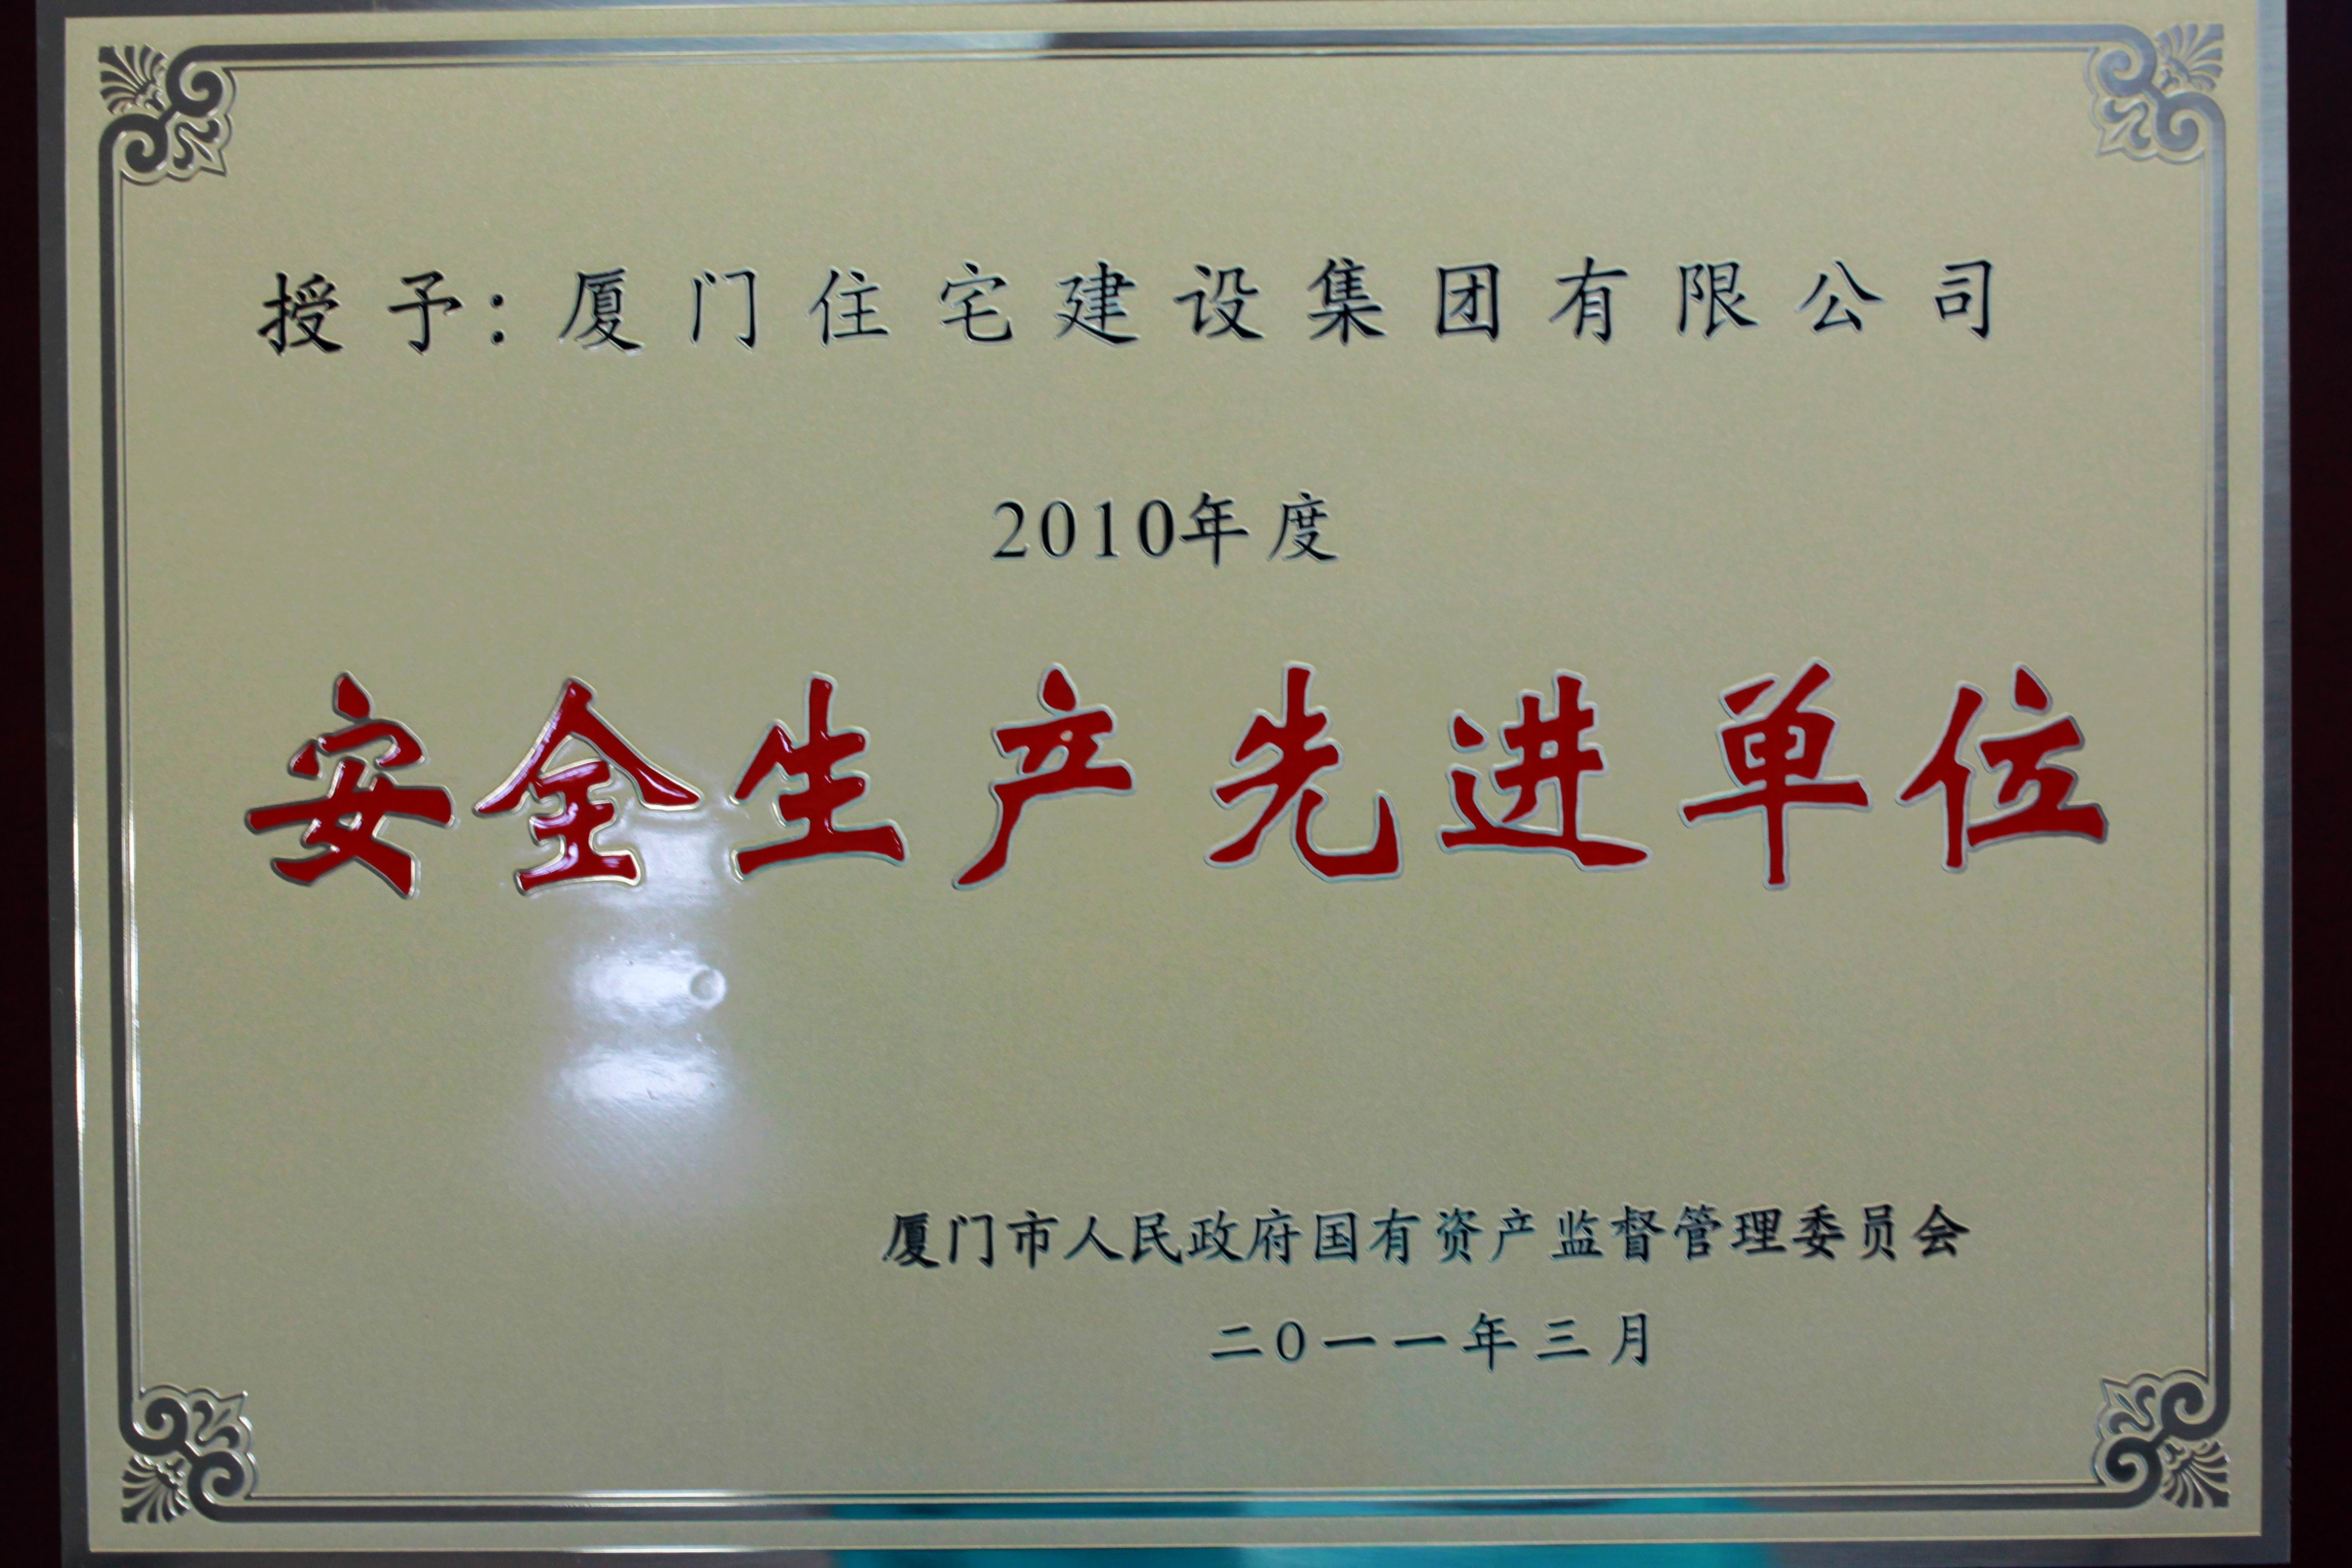 授予:厦门住宅建设集团有限公司
2010年度
安全生产先进单位
厦门市人民政府国有资产监督管理委员会
二O一一年三月